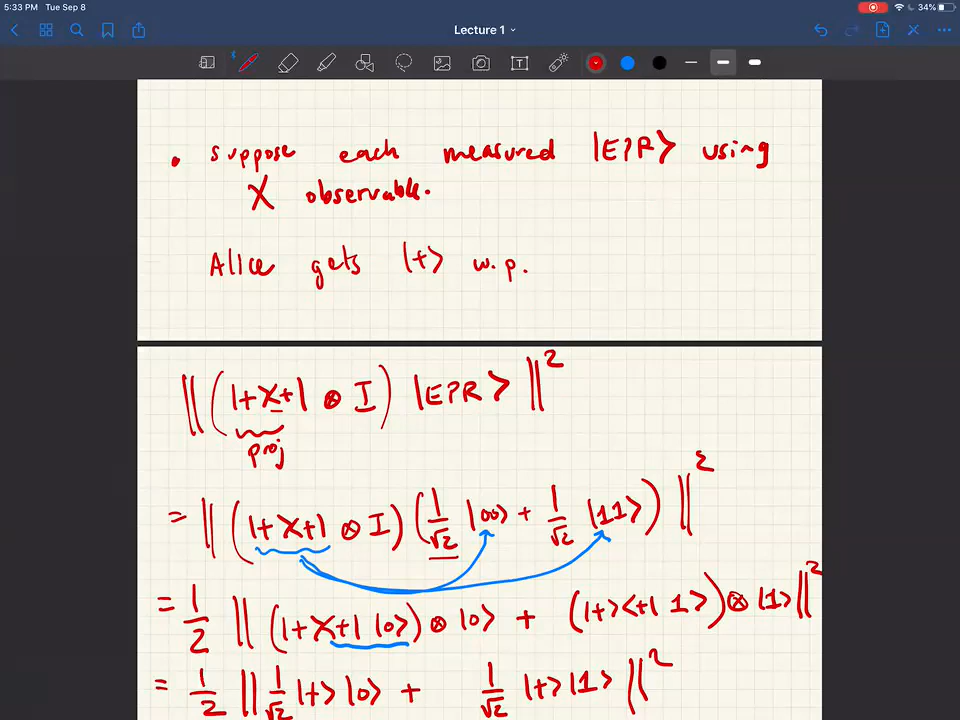 5:33 PM Tue Sep 8 34%
Lecture 1
T
• suppose each measured |EPR> using
X observable.
Alice gets |+> w.p.
‖(|+X+| ⊗ I) |EPR>‖²
proj
= ‖(|+X+| ⊗ I)(1/√2 |00> + 1/√2 |11>)‖²
= 1/2 ‖(|+X+| |0>) ⊗ |0> + (|+><+| 1>) ⊗ |1>‖²
= 1/2 ‖1/√2 |+>|0> + 1/√2 |+>|1>‖²